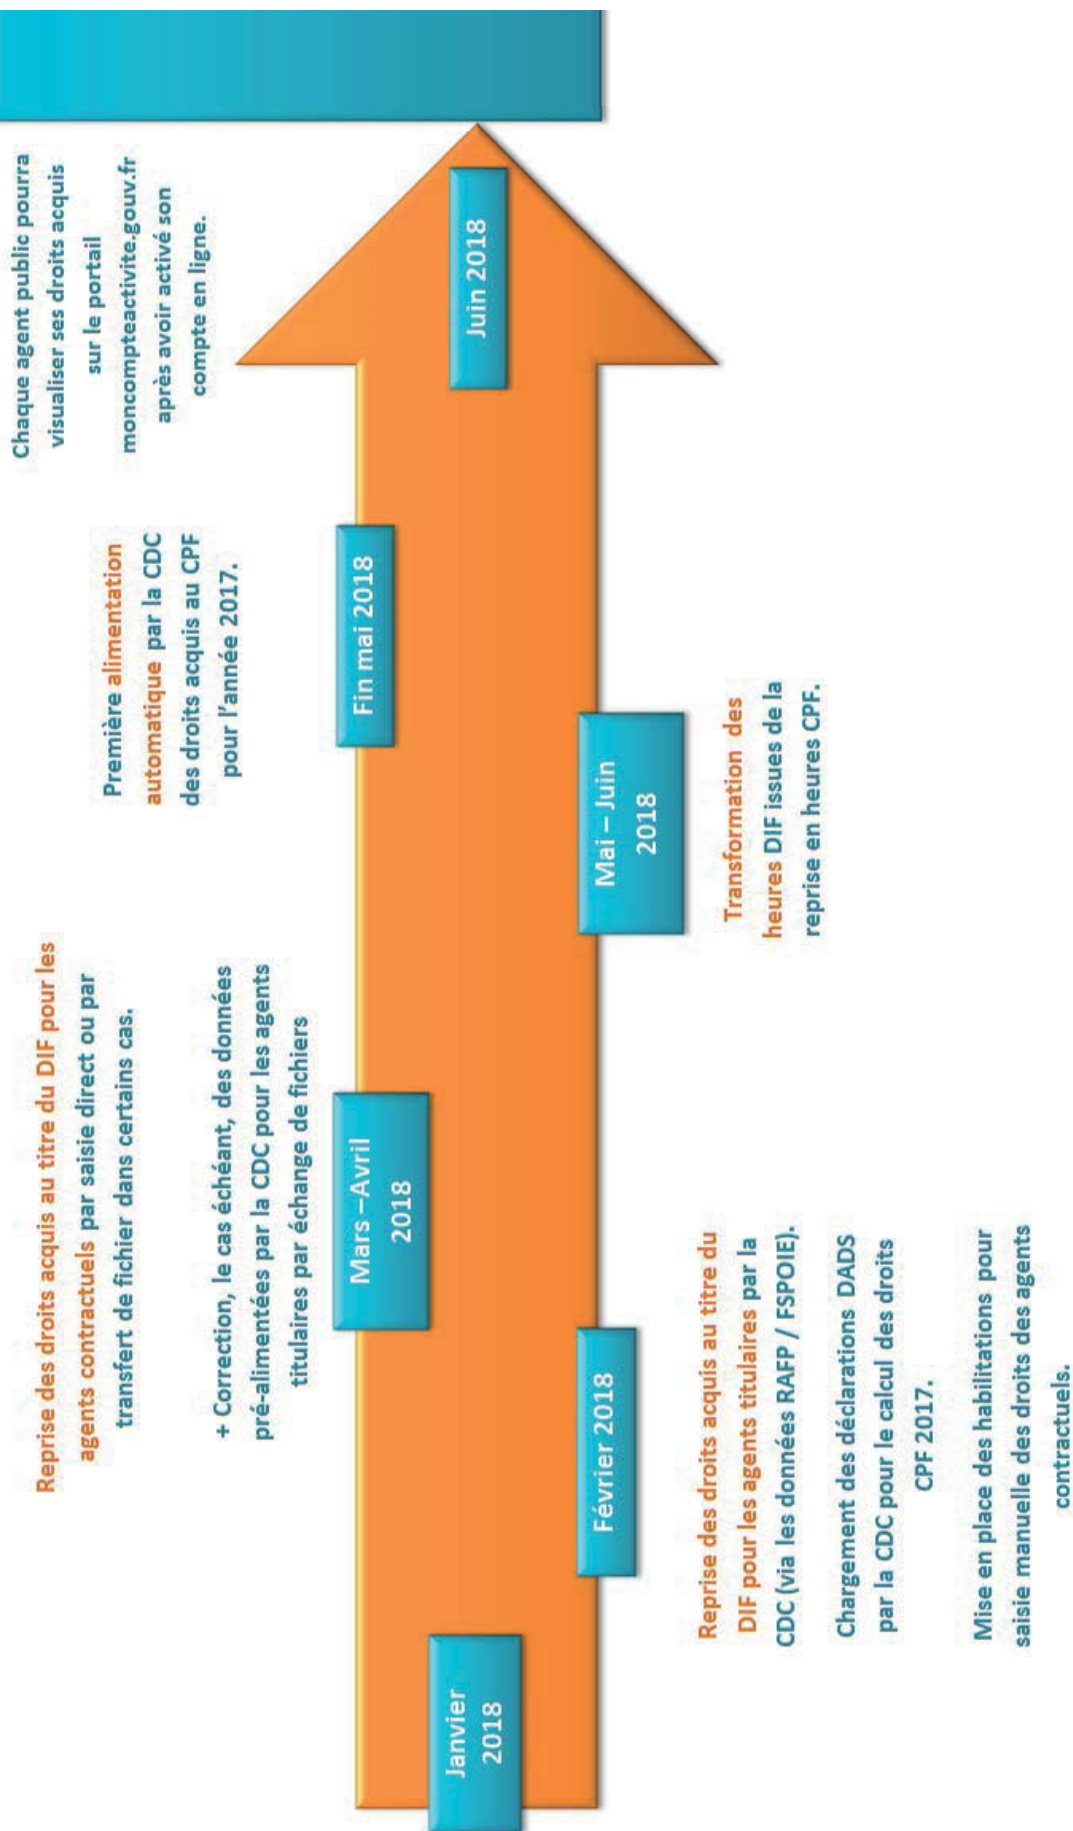 Janvier
2018
Février 2018
Reprise des droits acquis au titre du
DIF pour les agents titulaires par la
CDC (via les données RAFP / FSPOIE).
Chargement des déclarations DADS
par la CDC pour le calcul des droits
CPF 2017.
Mise en place des habilitations pour
saisie manuelle des droits des agents
contractuels.
Mars –Avril
2018
Reprise des droits acquis au titre du DIF pour les
agents contractuels par saisie direct ou par
transfert de fichier dans certains cas.
+ Correction, le cas échéant, des données
pré-alimentées par la CDC pour les agents
titulaires par échange de fichiers
Mai – Juin
2018
Transformation des
heures DIF issues de la
reprise en heures CPF.
Fin mai 2018
Première alimentation
automatique par la CDC
des droits acquis au CPF
pour l'année 2017.
Juin 2018
Chaque agent public pourra
visualiser ses droits acquis
sur le portail
moncompteactivite.gouv.fr
après avoir activé son
compte en ligne.